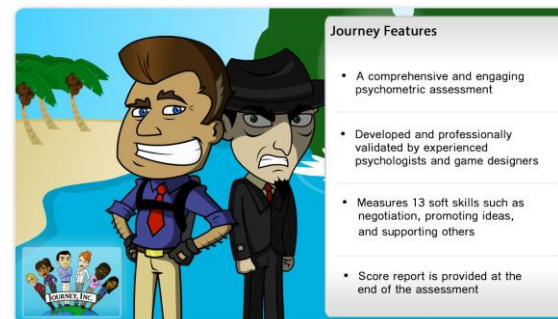 Journey Features
• A comprehensive and engaging
psychometric assessment
• Developed and professionally
validated by experienced
psychologists and game designers
• Measures 13 soft skills such as
negotiation, promoting ideas,
and supporting others
• Score report is provided at the
end of the assessment
JOURNEY, INC.